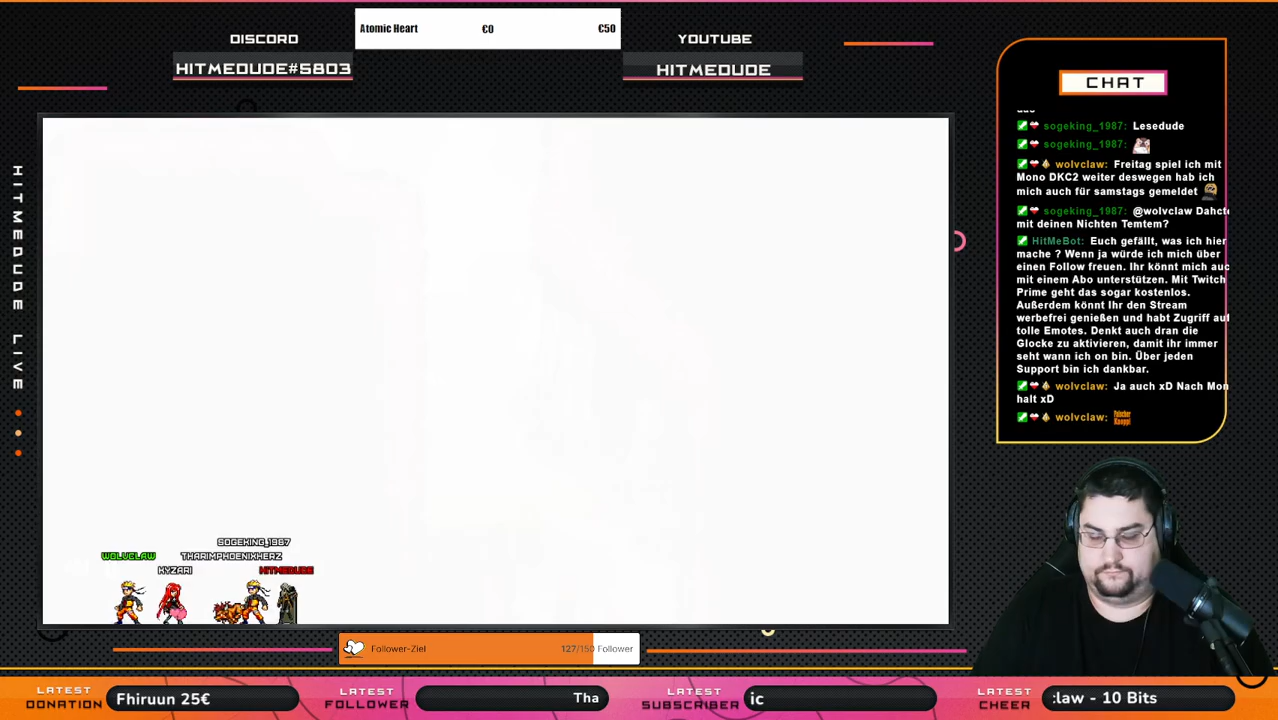 DISCORD
HITMEDUDE#5803
Atomic Heart €0 €50
YOUTUBE
HITMEDUDE
HITMEDUDE LIVE
CHAT
sogeking_1987: Lesedude
sogeking_1987:
wolvclaw: Freitag spiel ich mit
Mono DKC2 weiter deswegen hab ich
mich auch für samstags gemeldet
sogeking_1987: @wolvclaw Dahcte
mit deinen Nichten Temtem?
HitMeBot: Euch gefällt, was ich hier
mache ? Wenn ja würde ich mich über
einen Follow freuen. Ihr könnt mich auc
mit einem Abo unterstützen. Mit Twitch
Prime geht das sogar kostenlos.
Außerdem könnt Ihr den Stream
werbefrei genießen und habt Zugriff auf
tolle Emotes. Denkt auch dran die
Glocke zu aktivieren, damit ihr immer
seht wann ich on bin. Über jeden
Support bin ich dankbar.
wolvclaw: Ja auch xD Nach Mon
halt xD
wolvclaw: Falscher
Knopp!
SOGEKING_1987
WOLVCLAW THARIMPHOENIXHERZ
KYZARI HITMEDUDE
Follower-Ziel 127/150 Follower
LATEST
DONATION
Fhiruun 25€
LATEST
FOLLOWER
Tha
LATEST
SUBSCRIBER
ic
LATEST
CHEER
:law - 10 Bits